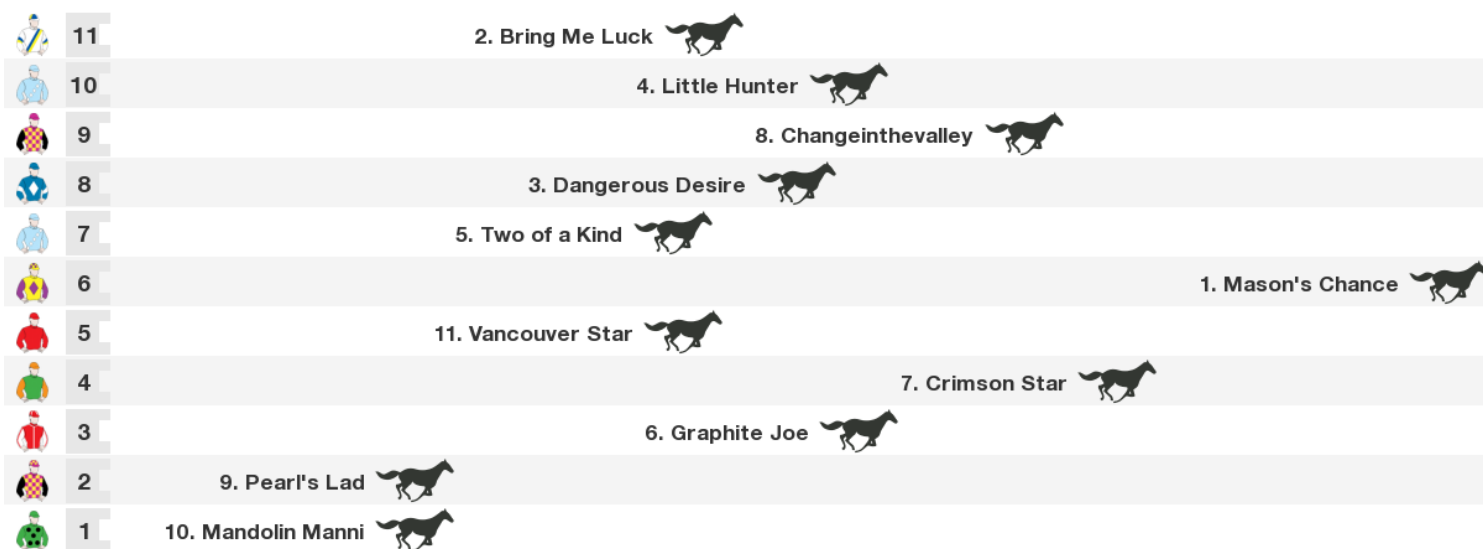 11 2. Bring Me Luck
10 4. Little Hunter
9 8. Changeinthevalley
8 3. Dangerous Desire
7 5. Two of a Kind
6 1. Mason's Chance
5 11. Vancouver Star
4 7. Crimson Star
3 6. Graphite Joe
2 9. Pearl's Lad
1 10. Mandolin Manni